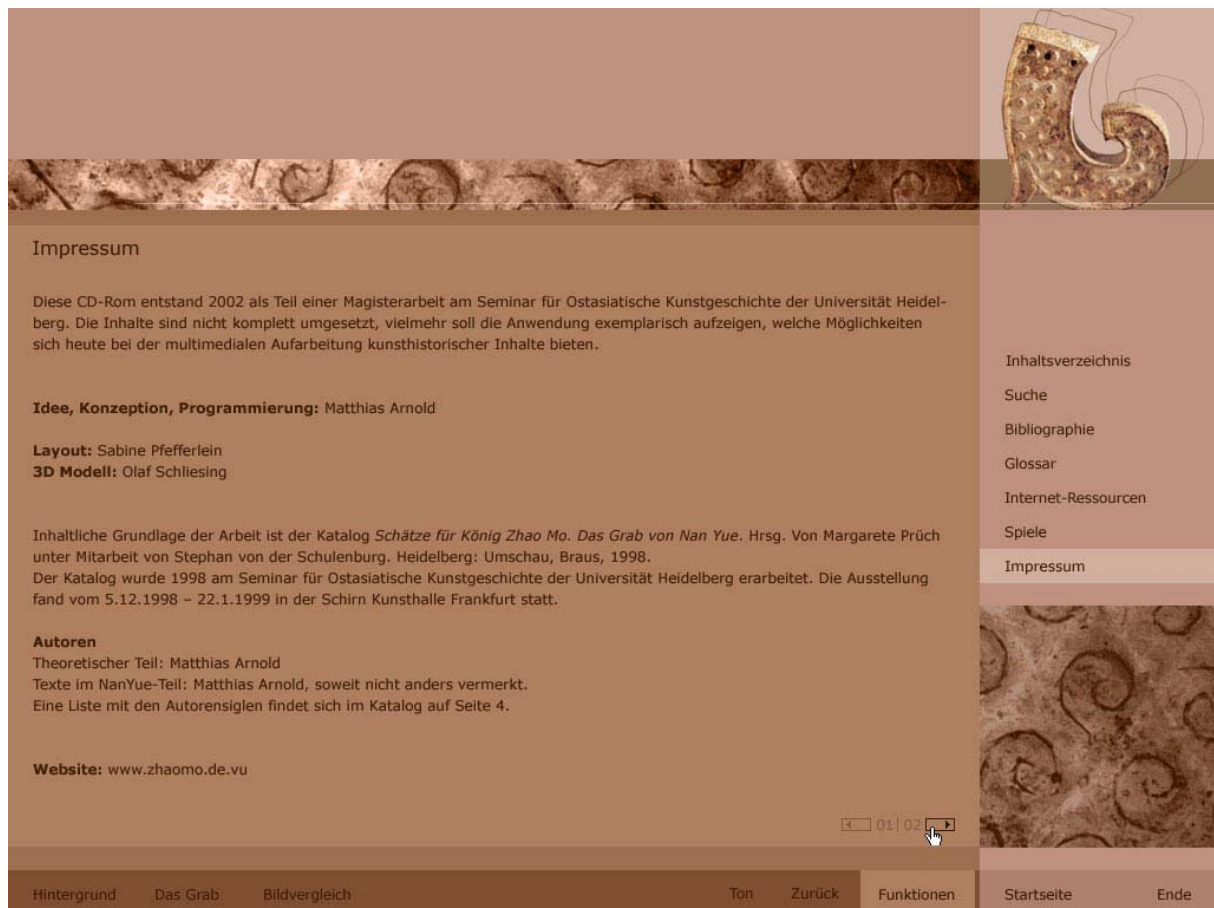 Impressum
Diese CD-Rom entstand 2002 als Teil einer Magisterarbeit am Seminar für Ostasiatische Kunstgeschichte der Universität Heidel-
berg. Die Inhalte sind nicht komplett umgesetzt, vielmehr soll die Anwendung exemplarisch aufzeigen, welche Möglichkeiten
sich heute bei der multimedialen Aufarbeitung kunsthistorischer Inhalte bieten.
Idee, Konzeption, Programmierung: Matthias Arnold
Layout: Sabine Pfefferlein
3D Modell: Olaf Schliesing
Inhaltliche Grundlage der Arbeit ist der Katalog Schätze für König Zhao Mo. Das Grab von Nan Yue. Hrsg. Von Margarete Prüch
unter Mitarbeit von Stephan von der Schulenburg. Heidelberg: Umschau, Braus, 1998.
Der Katalog wurde 1998 am Seminar für Ostasiatische Kunstgeschichte der Universität Heidelberg erarbeitet. Die Ausstellung
fand vom 5.12.1998 – 22.1.1999 in der Schirn Kunsthalle Frankfurt statt.
Autoren
Theoretischer Teil: Matthias Arnold
Texte im NanYue-Teil: Matthias Arnold, soweit nicht anders vermerkt.
Eine Liste mit den Autorensiglen findet sich im Katalog auf Seite 4.
Website: www.zhaomo.de.vu
01| 02
Inhaltsverzeichnis
Suche
Bibliographie
Glossar
Internet-Ressourcen
Spiele
Impressum
Hintergrund Das Grab Bildvergleich Ton Zurück Funktionen Startseite Ende